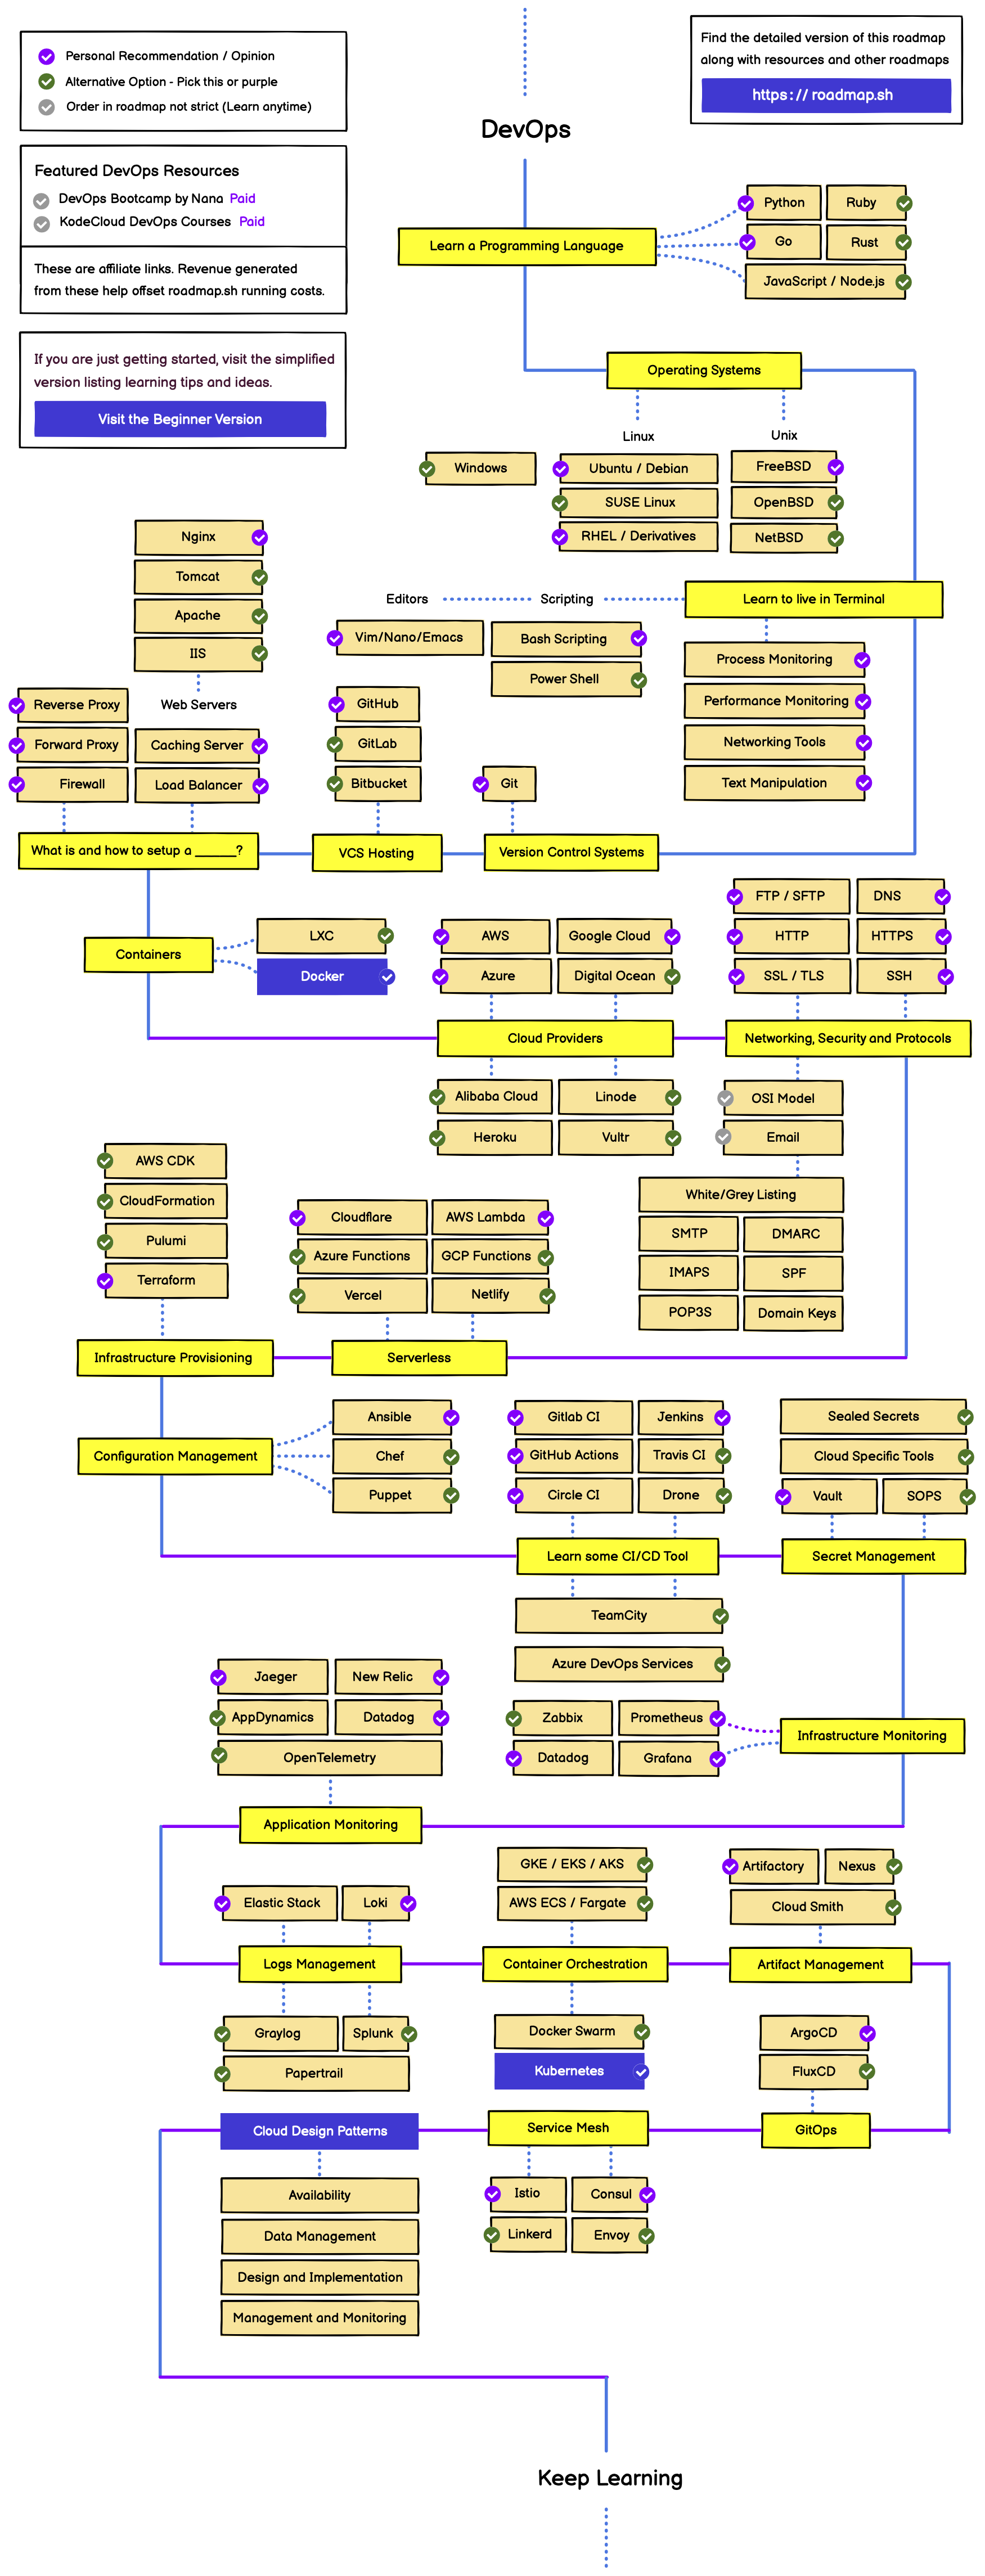 Personal Recommendation / Opinion
Alternative Option - Pick this or purple
Order in roadmap not strict (Learn anytime)
Find the detailed version of this roadmap
along with resources and other roadmaps
https://roadmap.sh
DevOps
Featured DevOps Resources
DevOps Bootcamp by Nana Paid
KodeCloud DevOps Courses Paid
These are affiliate links. Revenue generated
from these help offset roadmap.sh running costs.
If you are just getting started, visit the simplified
version listing learning tips and ideas.
Visit the Beginner Version
Learn a Programming Language
Python
Ruby
Go
Rust
JavaScript / Node.js
Operating Systems
Linux
Unix
Windows
Ubuntu / Debian
SUSE Linux
RHEL / Derivatives
FreeBSD
OpenBSD
NetBSD
Learn to live in Terminal
Scripting
Editors
Vim/Nano/Emacs
Bash Scripting
Power Shell
Process Monitoring
Performance Monitoring
Networking Tools
Text Manipulation
Nginx
Tomcat
Apache
IIS
Web Servers
Reverse Proxy
Forward Proxy
Firewall
Caching Server
Load Balancer
GitHub
GitLab
Bitbucket
Git
What is and how to setup a ______?
VCS Hosting
Version Control Systems
Containers
LXC
Docker
AWS
Google Cloud
Azure
Digital Ocean
Cloud Providers
Alibaba Cloud
Linode
Heroku
Vultr
FTP / SFTP
DNS
HTTP
HTTPS
SSL / TLS
SSH
Networking, Security and Protocols
OSI Model
Email
White/Grey Listing
SMTP
DMARC
IMAPS
SPF
POP3S
Domain Keys
AWS CDK
CloudFormation
Pulumi
Terraform
Cloudflare
AWS Lambda
Azure Functions
GCP Functions
Vercel
Netlify
Infrastructure Provisioning
Serverless
Configuration Management
Ansible
Chef
Puppet
Gitlab CI
Jenkins
GitHub Actions
Travis CI
Circle CI
Drone
Learn some CI/CD Tool
TeamCity
Azure DevOps Services
Sealed Secrets
Cloud Specific Tools
Vault
SOPS
Secret Management
Jaeger
New Relic
AppDynamics
Datadog
OpenTelemetry
Zabbix
Prometheus
Datadog
Grafana
Infrastructure Monitoring
Application Monitoring
Elastic Stack
Loki
Logs Management
Graylog
Splunk
Papertrail
GKE / EKS / AKS
AWS ECS / Fargate
Container Orchestration
Docker Swarm
Kubernetes
Artifactory
Nexus
Cloud Smith
Artifact Management
ArgoCD
FluxCD
GitOps
Service Mesh
Istio
Consul
Linkerd
Envoy
Cloud Design Patterns
Availability
Data Management
Design and Implementation
Management and Monitoring
Keep Learning